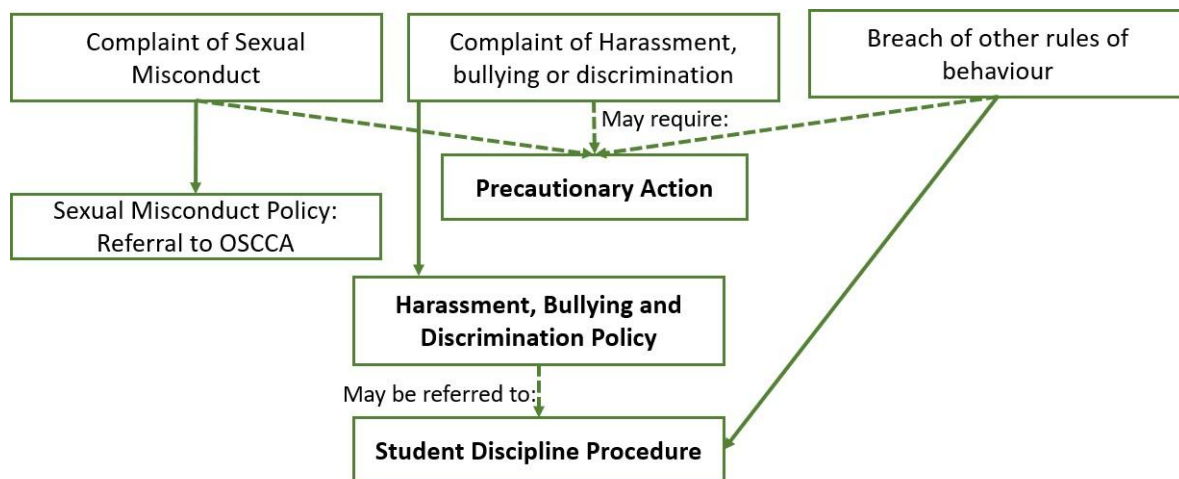 Complaint of Sexual
Misconduct
Complaint of Harassment,
bullying or discrimination
Breach of other rules of
behaviour
May require:
Precautionary Action
Sexual Misconduct Policy:
Referral to OSCCA
Harassment, Bullying and
Discrimination Policy
May be referred to:
Student Discipline Procedure